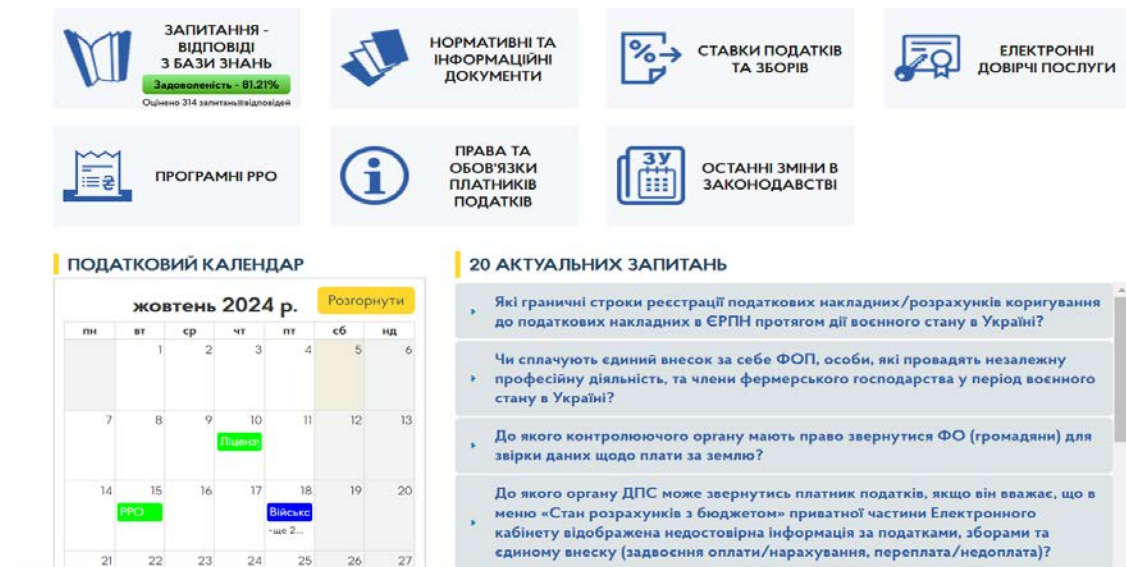 ЗАПИТАННЯ -
ВІДПОВІДІ
З БАЗИ ЗНАНЬ
Задоволеність - 81.21%
Оцінено 314 запитань/відповідей
НОРМАТИВНІ ТА
ІНФОРМАЦІЙНІ
ДОКУМЕНТИ
СТАВКИ ПОДАТКІВ
ТА ЗБОРІВ
ЕЛЕКТРОННІ
ДОВІРЧІ ПОСЛУГИ
ПРОГРАМНІ РРО
ПРАВА ТА
ОБОВ'ЯЗКИ
ПЛАТНИКІВ
ПОДАТКІВ
ЗУ
ОСТАННІ ЗМІНИ В
ЗАКОНОДАВСТВІ
ПОДАТКОВИЙ КАЛЕНДАР
жовтень 2024 р.
Розгорнути
пн вт ср чт пт сб нд
1 2 3 4 5 6
7 8 9 10 11 12 13
Ліценз
14 15 16 17 18 19 20
РРО Військс
·ще 2...
21 22 23 24 25 26 27
20 АКТУАЛЬНИХ ЗАПИТАНЬ
Які граничні строки реєстрації податкових накладних/розрахунків коригування
до податкових накладних в ЄРПН протягом дії воєнного стану в Україні?
Чи сплачують єдиний внесок за себе ФОП, особи, які провадять незалежну
професійну діяльність, та члени фермерського господарства у період воєнного
стану в Україні?
До якого контролюючого органу мають право звернутися ФО (громадяни) для
звірки даних щодо плати за землю?
До якого органу ДПС може звернутись платник податків, якщо він вважає, що в
меню «Стан розрахунків з бюджетом» приватної частини Електронного
кабінету відображена недостовірна інформація за податками, зборами та
єдиному внеску (задвоєння оплати/нарахування, переплата/недоплата)?